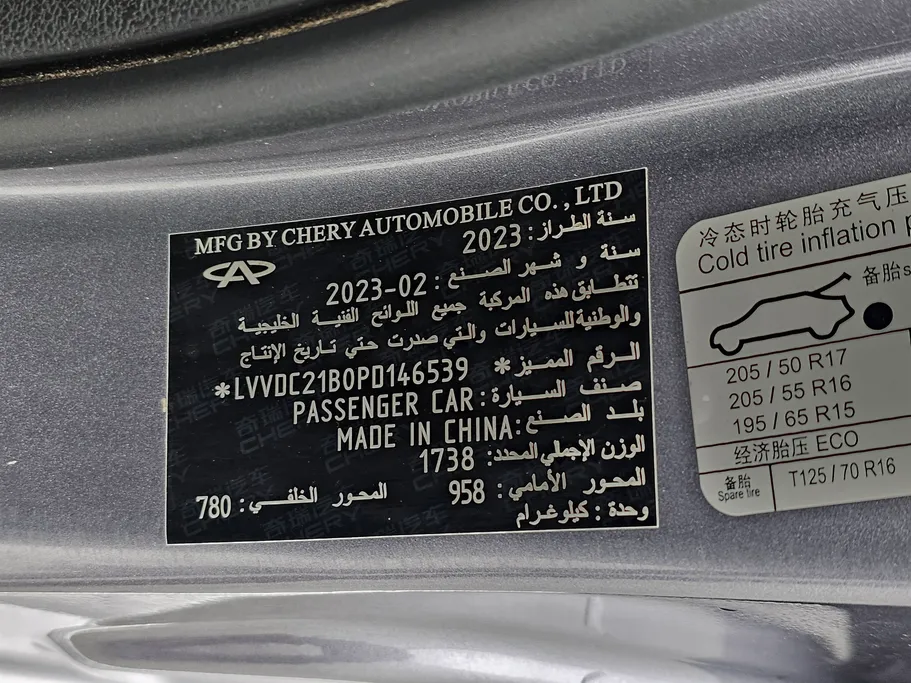 MFG BY CHERY AUTOMOBILE CO., LTD
سنة الطراز: 2023
سنة و شهر الصنع: 2023-02
تتطابق هذه المركبة جميع اللوائح الفنية الخليجية
والوطنية للسيارات والتي صدرت حتي تاريخ الإنتاج
الرقم المميز: *LVVDC21B0PD146539*
صنف السيارة: PASSENGER CAR
بلد الصنع: MADE IN CHINA
الوزن الإجمالي المحدد: 1738
المحور الأمامي: 958 المحور الخلفي: 780
وحدة: كيلوغرام
冷态时轮胎充气压
Cold tire inflation
备胎
205 / 50 R17
205 / 55 R16
195 / 65 R15
经济胎压 ECO
备胎
Spare tire
T125 / 70 R16